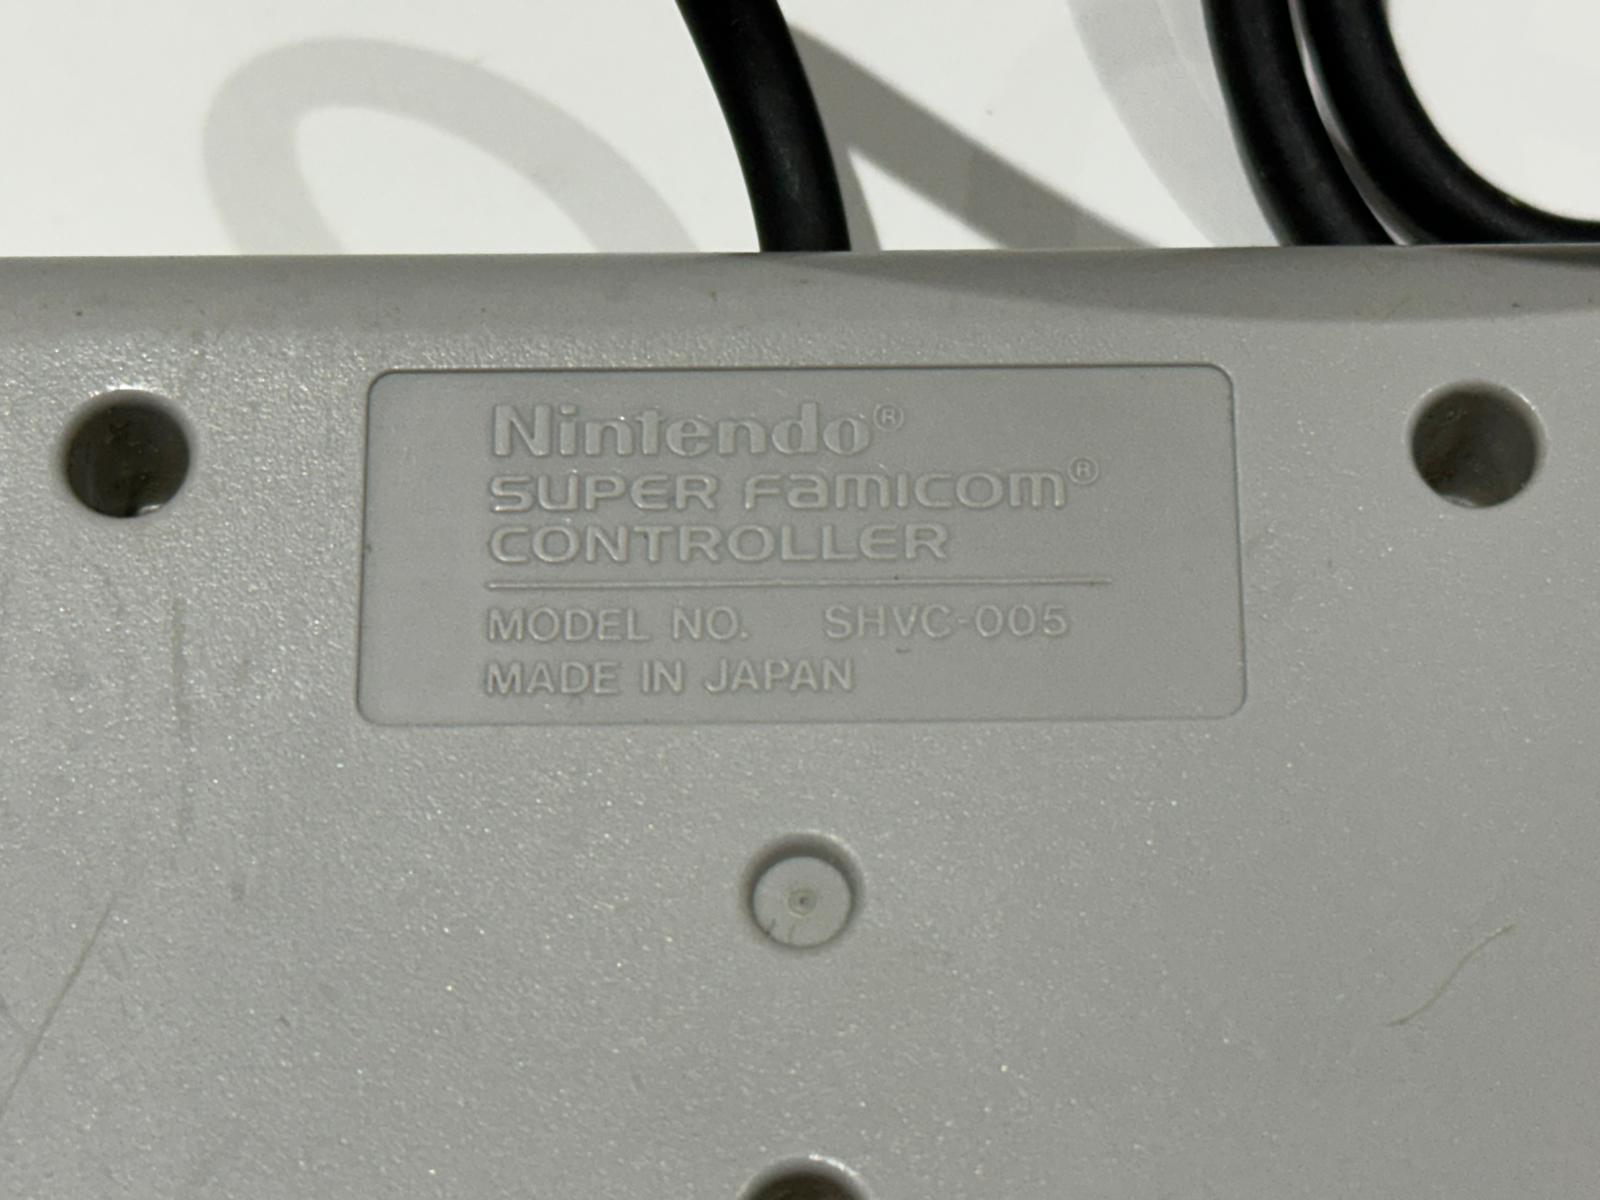 Nintendo®
SUPER FAMICOM®
CONTROLLER
MODEL NO. SHVC-005
MADE IN JAPAN